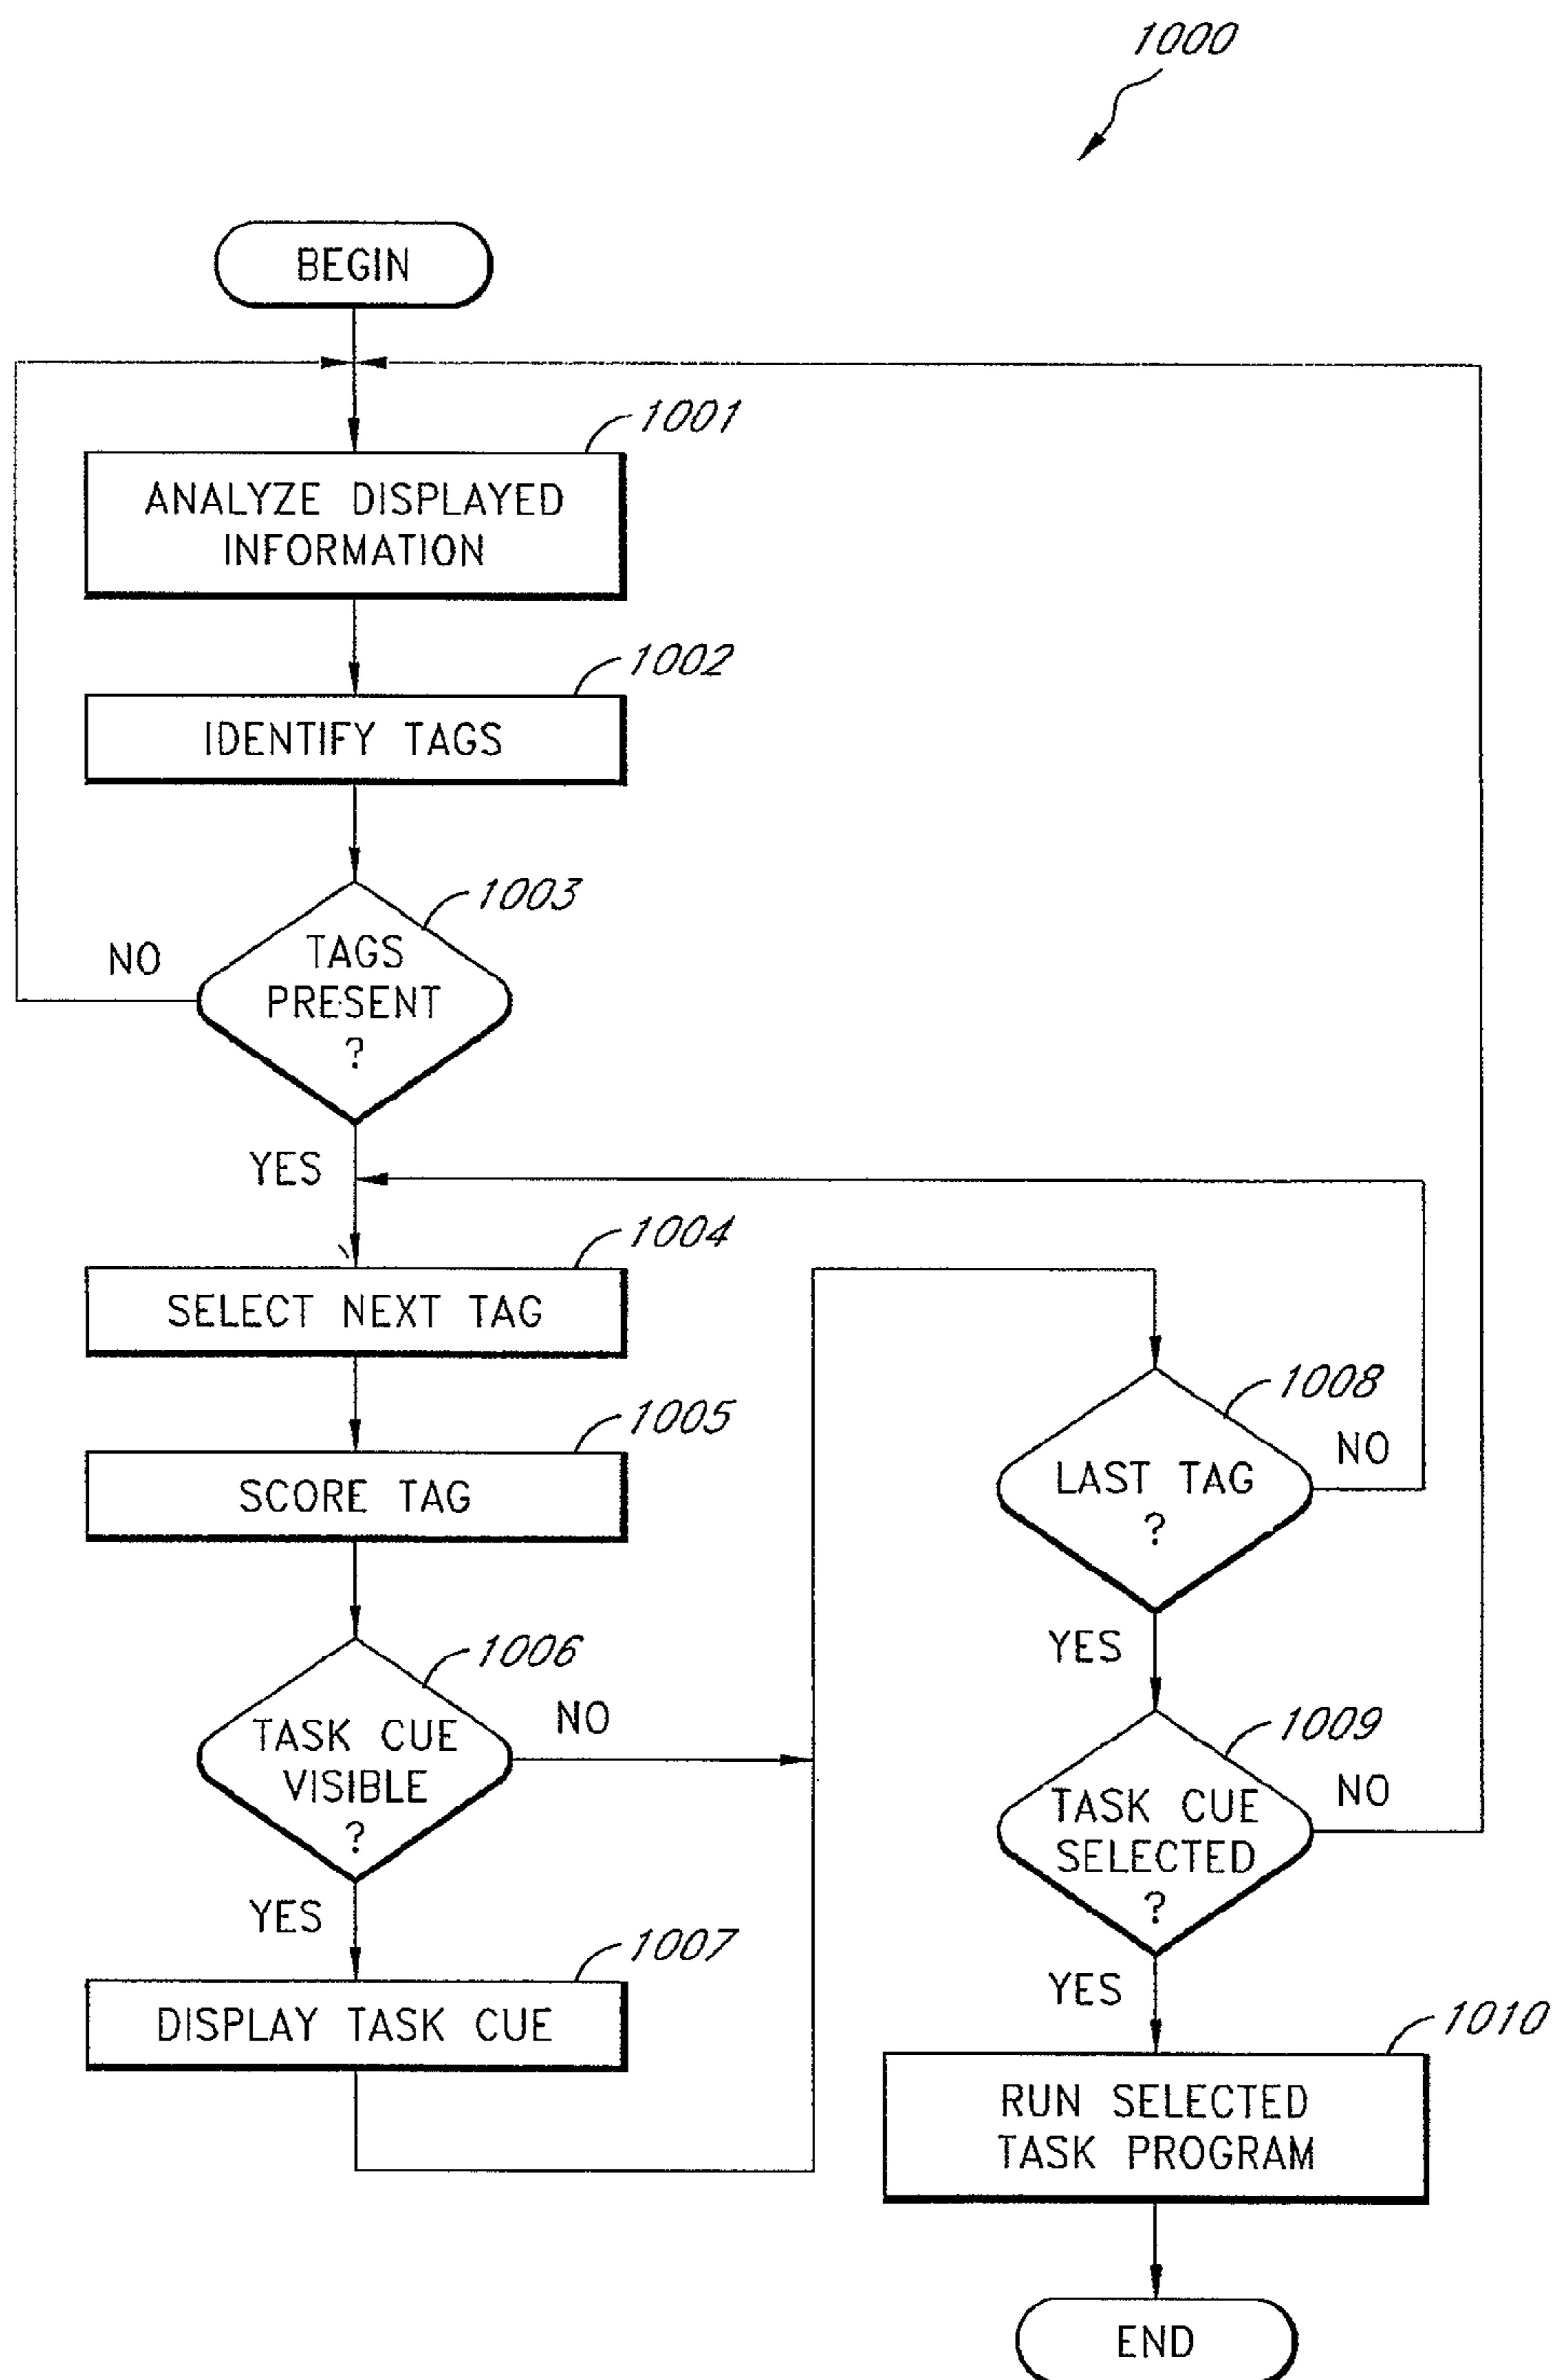 1000
BEGIN
1001
ANALYZE DISPLAYED
INFORMATION
1002
IDENTIFY TAGS
1003
TAGS
PRESENT
?
NO
YES
1004
SELECT NEXT TAG
1005
SCORE TAG
1006
TASK CUE
VISIBLE
?
NO
YES
1007
DISPLAY TASK CUE
1008
LAST TAG
?
NO
YES
1009
TASK CUE
SELECTED
?
NO
YES
1010
RUN SELECTED
TASK PROGRAM
END